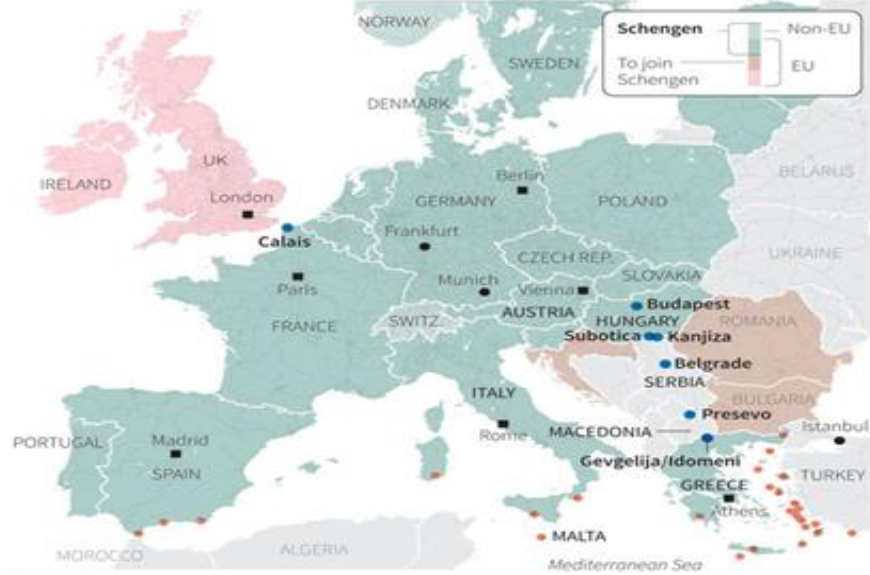 NORWAY
Schengen
Non-EU
To join
Schengen
EU
SWEDEN
DENMARK
IRELAND
UK
London
BELARUS
Berlin
GERMANY
POLAND
Calais
Frankfurt
UKRAINE
CZECH REP.
Paris
Munich
Vienna
SLOVAKIA
AUSTRIA
Budapest
FRANCE
SWITZ.
HUNGARY
ROMANIA
Subotica
Kanjiza
Belgrade
SERBIA
ITALY
BULGARIA
Presevo
PORTUGAL
Madrid
Rome
MACEDONIA
Istanbul
SPAIN
Gevgelija/Idomeni
TURKEY
GREECE
Athens
MALTA
MOROCCO
ALGERIA
Mediterranean Sea